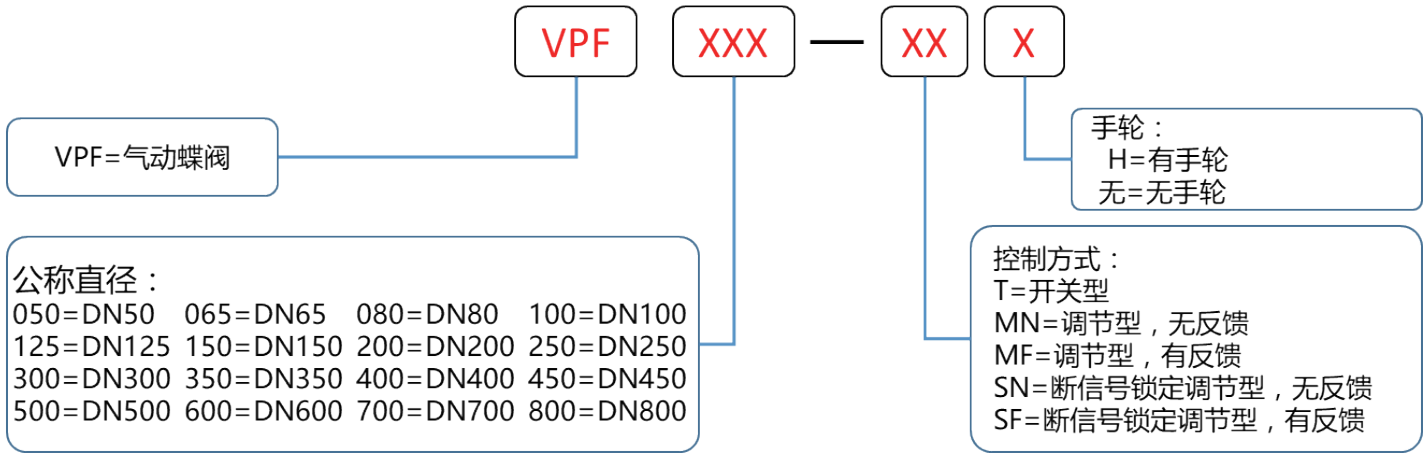 VPF XXX — XX X
VPF=气动蝶阀
手轮：
H=有手轮
无=无手轮
公称直径：
050=DN50 065=DN65 080=DN80 100=DN100
125=DN125 150=DN150 200=DN200 250=DN250
300=DN300 350=DN350 400=DN400 450=DN450
500=DN500 600=DN600 700=DN700 800=DN800
控制方式：
T=开关型
MN=调节型，无反馈
MF=调节型，有反馈
SN=断信号锁定调节型，无反馈
SF=断信号锁定调节型，有反馈